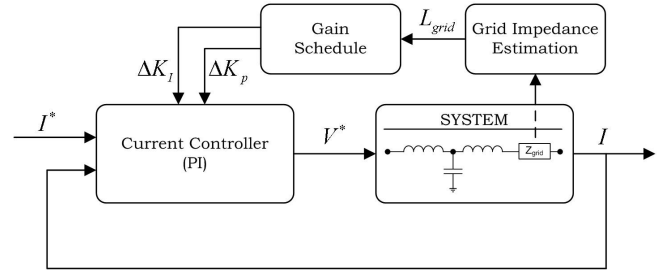 Gain
Schedule
L_grid
Grid Impedance
Estimation
ΔK_I
ΔK_p
I*
Current Controller
(PI)
V*
SYSTEM
Z_grid
I